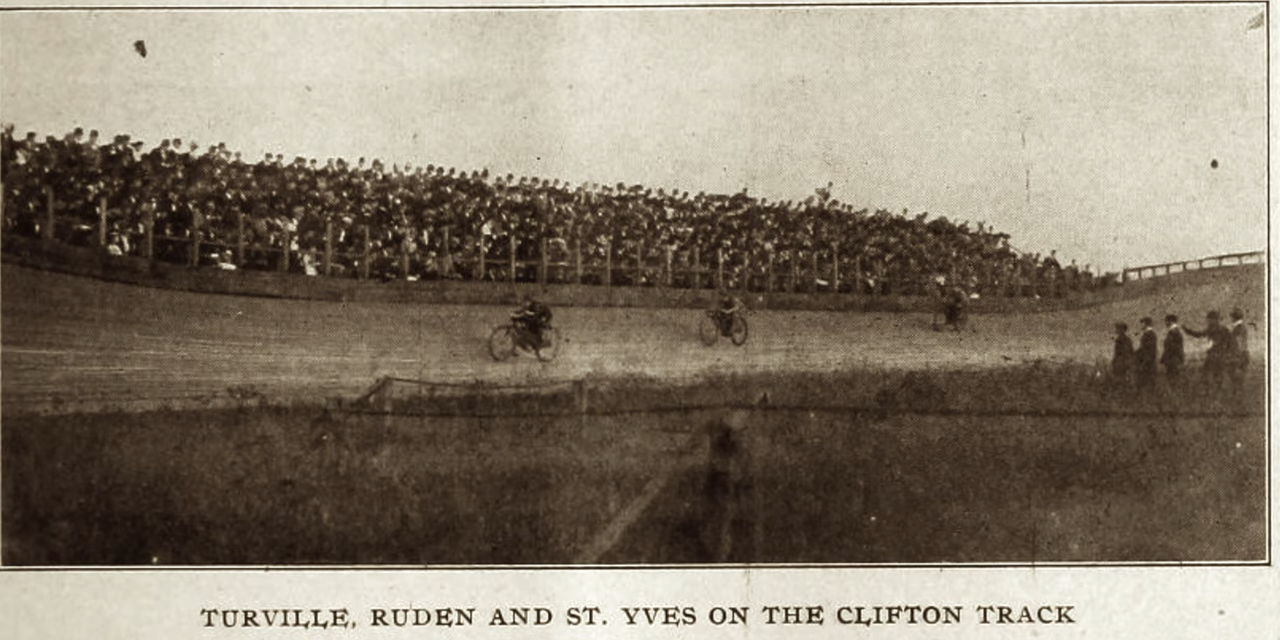 TURVILLE, RUDEN AND ST. YVES ON THE CLIFTON TRACK